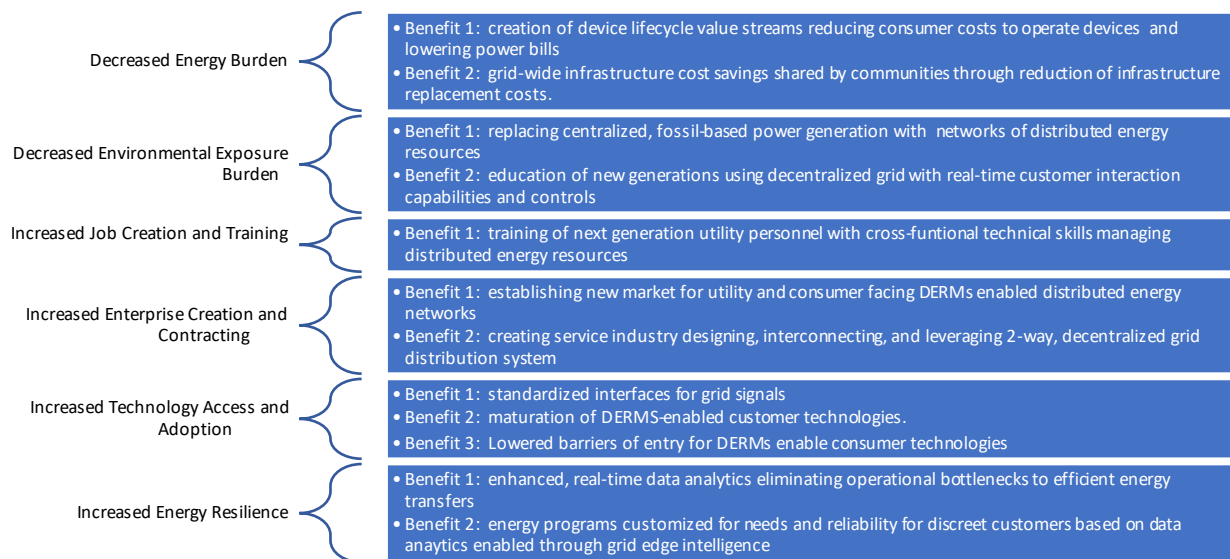 Decreased Energy Burden
• Benefit 1: creation of device lifecycle value streams reducing consumer costs to operate devices and
lowering power bills
• Benefit 2: grid-wide infrastructure cost savings shared by communities through reduction of infrastructure
replacement costs.
Decreased Environmental Exposure
Burden
• Benefit 1: replacing centralized, fossil-based power generation with networks of distributed energy
resources
• Benefit 2: education of new generations using decentralized grid with real-time customer interaction
capabilities and controls
Increased Job Creation and Training
• Benefit 1: training of next generation utility personnel with cross-funtional technical skills managing
distributed energy resources
Increased Enterprise Creation and
Contracting
• Benefit 1: establishing new market for utility and consumer facing DERMs enabled distributed energy
networks
• Benefit 2: creating service industry designing, interconnecting, and leveraging 2-way, decentralized grid
distribution system
Increased Technology Access and
Adoption
• Benefit 1: standardized interfaces for grid signals
• Benefit 2: maturation of DERMS-enabled customer technologies.
• Benefit 3: Lowered barriers of entry for DERMs enable consumer technologies
Increased Energy Resilience
• Benefit 1: enhanced, real-time data analytics eliminating operational bottlenecks to efficient energy
transfers
• Benefit 2: energy programs customized for needs and reliability for discreet customers based on data
anaytics enabled through grid edge intelligence